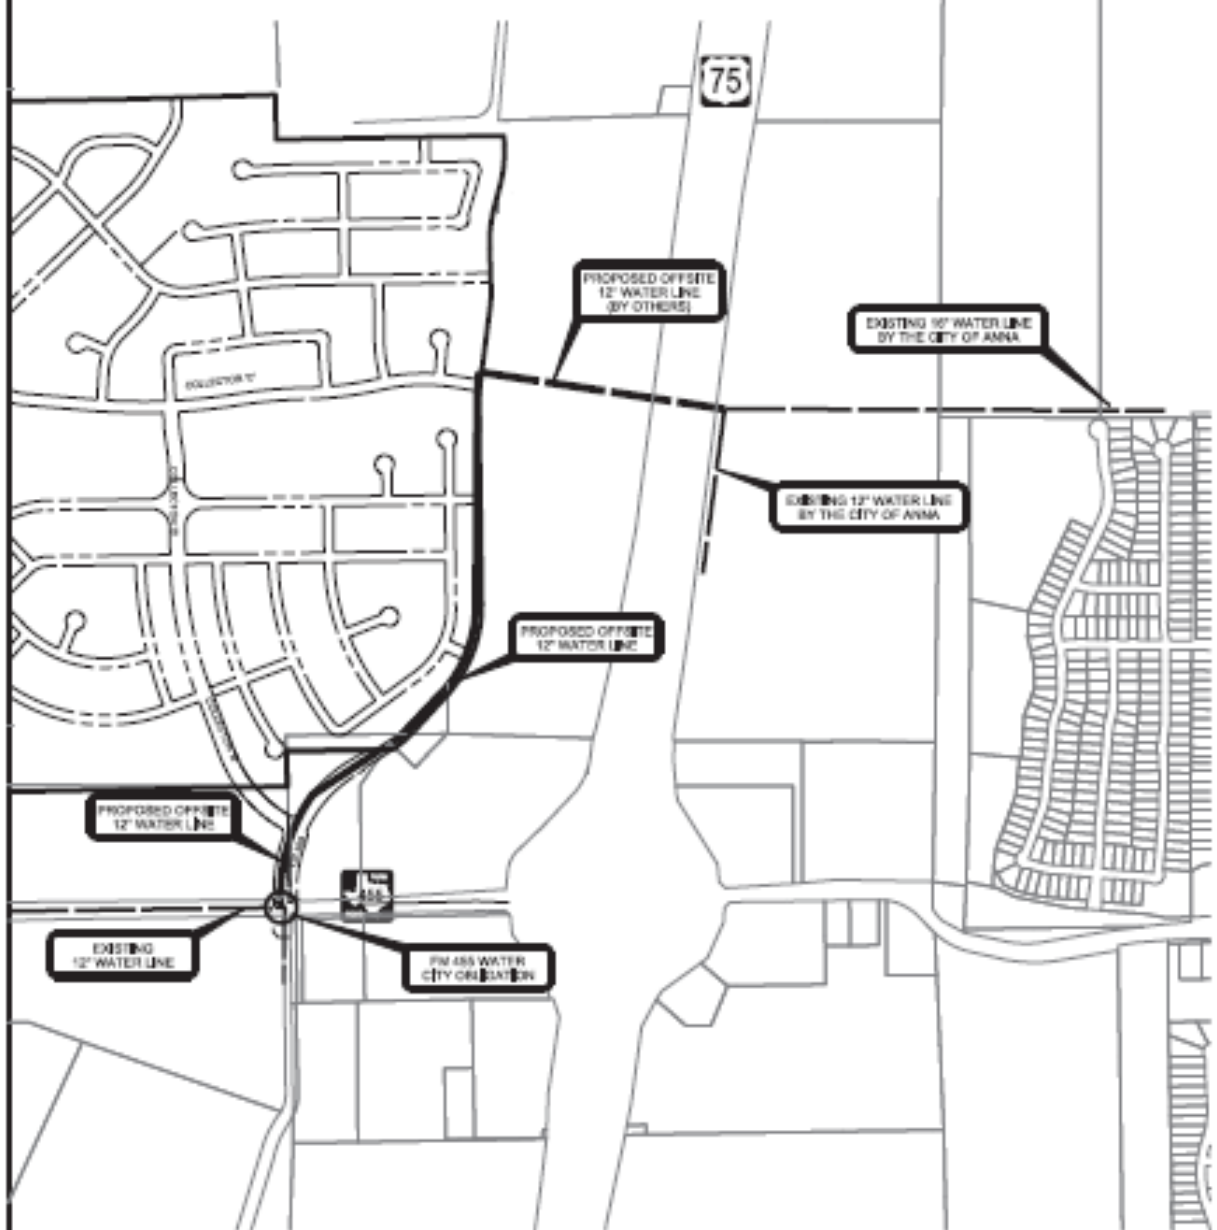 75
PROPOSED OFFSITE
12" WATER LINE
(BY OTHERS)
EXISTING 16" WATER LINE
BY THE CITY OF ANNA
COLLECTOR "C"
EXISTING 12" WATER LINE
BY THE CITY OF ANNA
PROPOSED OFFSITE
12" WATER LINE
PROPOSED OFFSITE
12" WATER LINE
455
EXISTING
12" WATER LINE
FM 455 WATER
CITY OBLIGATION